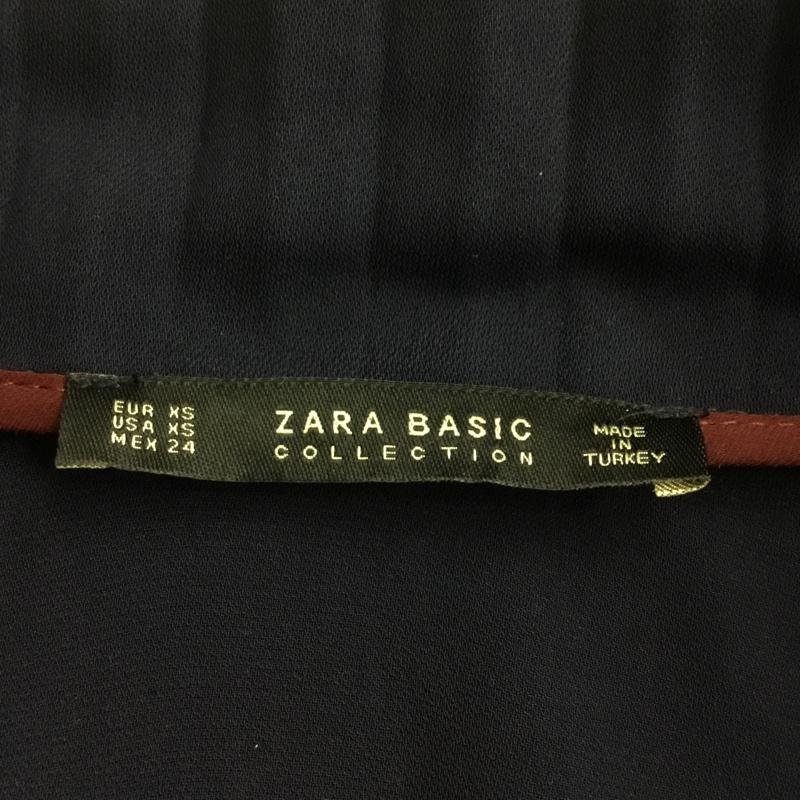 EUR XS
USA XS
MEX 24
ZARA BASIC
COLLECTION
MADE
IN
TURKEY